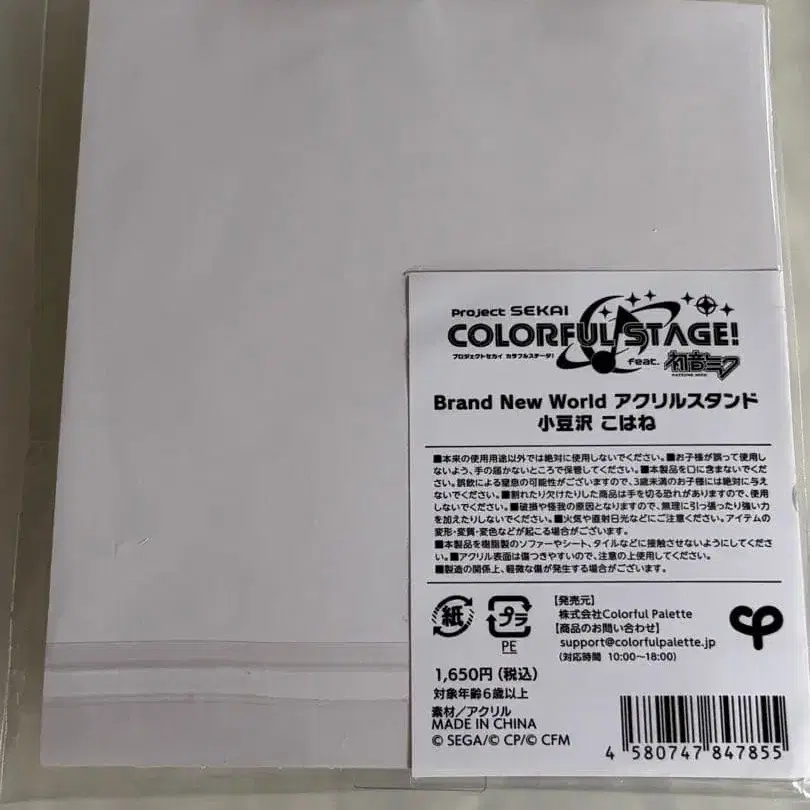 Project SEKAI
COLORFUL STAGE!
プロジェクトセカイ カラフルステージ! feat. 初音ミク
HATSUNE MIKU
Brand New World アクリルスタンド
小豆沢 こはね
■本来の使用用途以外では絶対に使用しないでください。■お子様が誤って使用し
ないよう、手の届かないところで保管してください。■本製品を口に含まないでくだ
さい。誤飲による窒息の可能性がございますので、3歳未満のお子様には絶対に与え
ないでください。■割れたり欠けたりした商品は手を切る恐れがありますので、使用
しないでください。■破損や怪我の原因となりますので、無理に引っ張ったり強い力
を加えたりしないでください。■火気や直射日光などにご注意ください。アイテムの
変形・変質・変色などが起こる場合がございます。
■本製品を樹脂製のソファーやシート、タイルなどに接触させないようにしてくださ
い。■アクリル表面は傷つきやすいので、注意の上使用してください。
■製造の関係上、軽微な傷が発生する場合がございます。
紙
プラ
PE
【発売元】
株式会社Colorful Palette
【商品のお問い合わせ】
support@colorfulpalette.jp
(対応時間 10:00~18:00)
1,650円(税込)
対象年齢6歳以上
素材/アクリル
MADE IN CHINA
© SEGA/© CP/© CFM
4 580747 847855